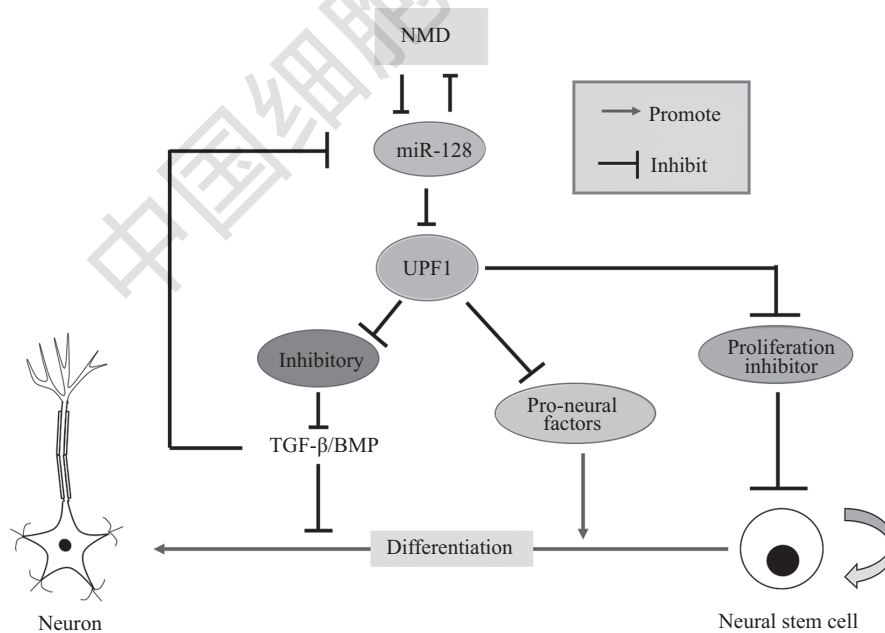 中国细胞
NMD
Promote
miR-128
Inhibit
UPF1
Inhibitory
Proliferation
inhibitor
Pro-neural
factors
TGF-β/BMP
Differentiation
Neuron
Neural stem cell